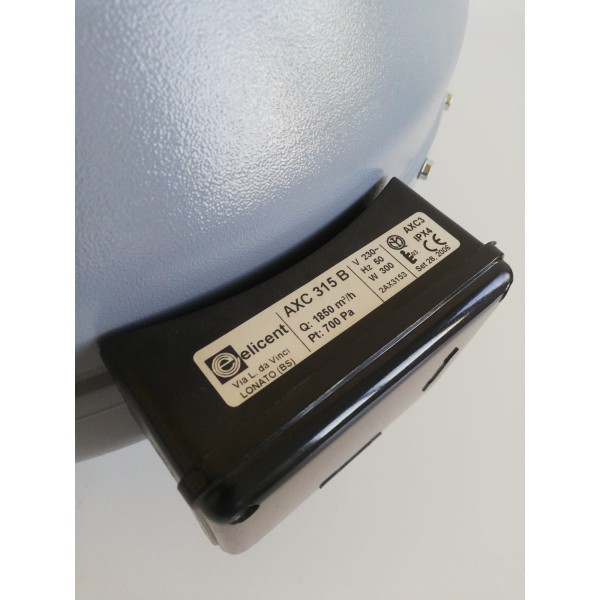 elicent
Via L. da Vinci
LONATO (BS)
AXC 315 B
Q: 1850 m³/h
Pt: 700 Pa
V 230~
Hz 50
W 300
2AX3153
AXC3
IPX4
CE
Set 28, 2006